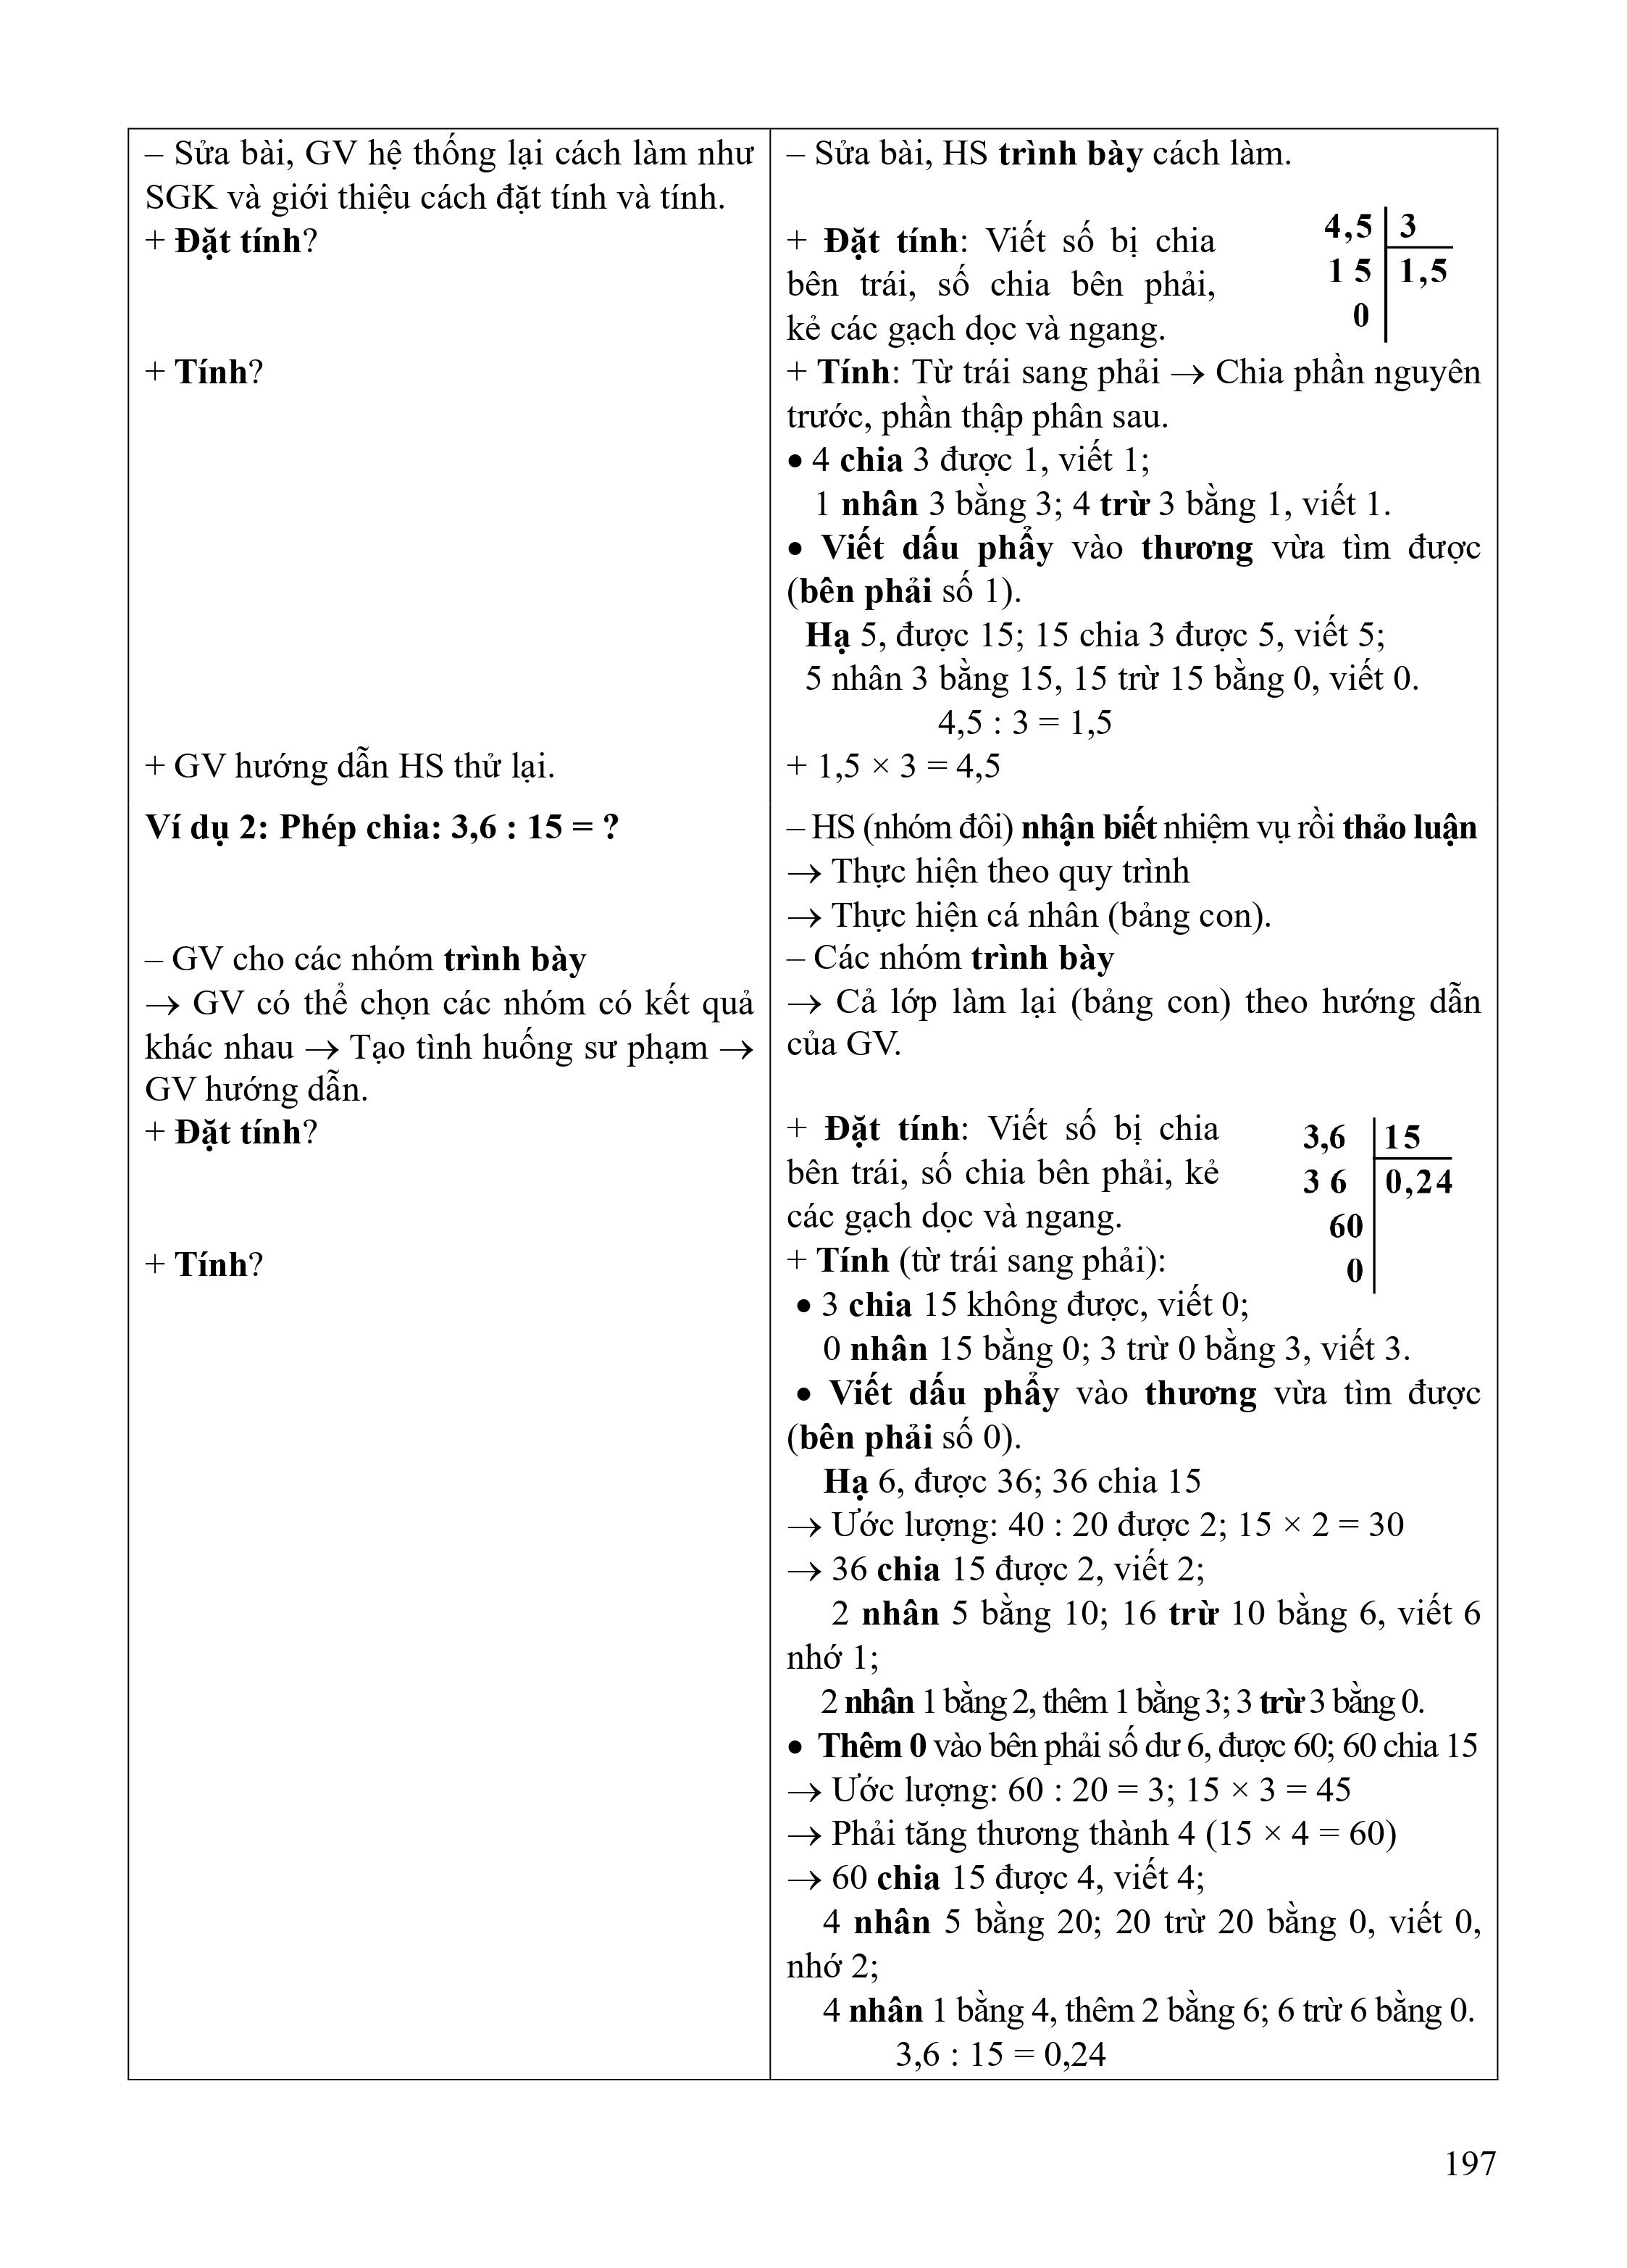 – Sửa bài, GV hệ thống lại cách làm như
SGK và giới thiệu cách đặt tính và tính.
+ Đặt tính?
+ Tính?
+ GV hướng dẫn HS thử lại.
– Sửa bài, HS trình bày cách làm.
+ Đặt tính: Viết số bị chia
bên trái, số chia bên phải,
kẻ các gạch dọc và ngang.
4,5 3
1 5 1,5
0
+ Tính: Từ trái sang phải → Chia phần nguyên
trước, phần thập phân sau.
• 4 chia 3 được 1, viết 1;
1 nhân 3 bằng 3; 4 trừ 3 bằng 1, viết 1.
• Viết dấu phẩy vào thương vừa tìm được
(bên phải số 1).
Hạ 5, được 15; 15 chia 3 được 5, viết 5;
5 nhân 3 bằng 15, 15 trừ 15 bằng 0, viết 0.
4,5 : 3 = 1,5
+ 1,5 × 3 = 4,5
Ví dụ 2: Phép chia: 3,6 : 15 = ?
– GV cho các nhóm trình bày
→ GV có thể chọn các nhóm có kết quả
khác nhau → Tạo tình huống sư phạm →
GV hướng dẫn.
+ Đặt tính?
+ Tính?
– HS (nhóm đôi) nhận biết nhiệm vụ rồi thảo luận
→ Thực hiện theo quy trình
→ Thực hiện cá nhân (bảng con).
– Các nhóm trình bày
→ Cả lớp làm lại (bảng con) theo hướng dẫn
của GV.
+ Đặt tính: Viết số bị chia
bên trái, số chia bên phải, kẻ
các gạch dọc và ngang.
3,6 15
3 6 0,24
60
0
+ Tính (từ trái sang phải):
• 3 chia 15 không được, viết 0;
0 nhân 15 bằng 0; 3 trừ 0 bằng 3, viết 3.
• Viết dấu phẩy vào thương vừa tìm được
(bên phải số 0).
Hạ 6, được 36; 36 chia 15
→ Ước lượng: 40 : 20 được 2; 15 × 2 = 30
→ 36 chia 15 được 2, viết 2;
2 nhân 5 bằng 10; 16 trừ 10 bằng 6, viết 6
nhớ 1;
2 nhân 1 bằng 2, thêm 1 bằng 3; 3 trừ 3 bằng 0.
• Thêm 0 vào bên phải số dư 6, được 60; 60 chia 15
→ Ước lượng: 60 : 20 = 3; 15 × 3 = 45
→ Phải tăng thương thành 4 (15 × 4 = 60)
→ 60 chia 15 được 4, viết 4;
4 nhân 5 bằng 20; 20 trừ 20 bằng 0, viết 0,
nhớ 2;
4 nhân 1 bằng 4, thêm 2 bằng 6; 6 trừ 6 bằng 0.
3,6 : 15 = 0,24
197